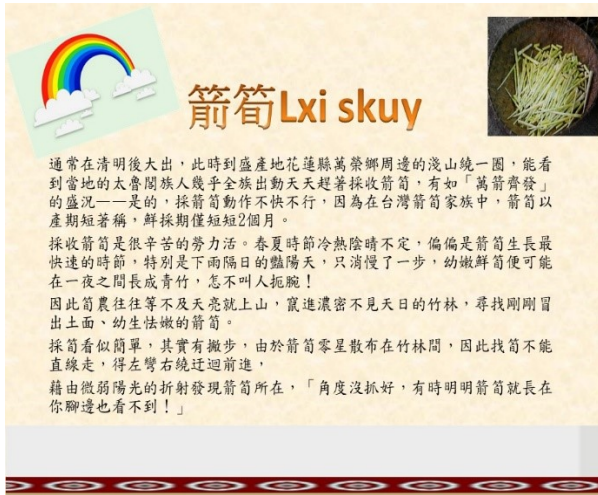 箭筍Lxi skuy
通常在清明後大出，此時到盛產地花蓮縣萬榮鄉周邊的淺山繞一圈，能看
到當地的太魯閣族人幾乎全族出動天天趕著採收箭筍，有如「萬箭齊發」
的盛況——是的，採箭筍動作不快不行，因為在台灣箭筍家族中，箭筍以
產期短著稱，鮮採期僅短短2個月。
採收箭筍是很辛苦的勞力活。春夏時節冷熱陰晴不定，偏偏是箭筍生長最
快速的時節，特別是下雨隔日的豔陽天，只消慢了一步，幼嫩鮮筍便可能
在一夜之間長成青竹，怎不叫人扼腕！
因此筍農往往等不及天亮就上山，竄進濃密不見天日的竹林，尋找剛剛冒
出土面、幼生怯嫩的箭筍。
採筍看似簡單，其實有撇步，由於箭筍零星散布在竹林間，因此找筍不能
直線走，得左彎右繞迂迴前進，
藉由微弱陽光的折射發現箭筍所在，「角度沒抓好，有時明明箭筍就長在
你腳邊也看不到！」